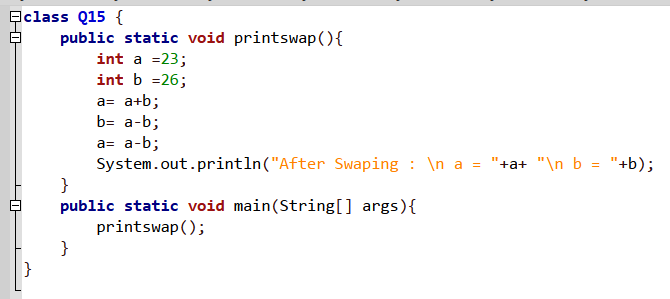 class Q15 {
public static void printswap(){
int a =23;
int b =26;
a= a+b;
b= a-b;
a= a-b;
System.out.println("After Swaping : \n a = "+a+ "\n b = "+b);
}
public static void main(String[] args){
printswap();
}
}